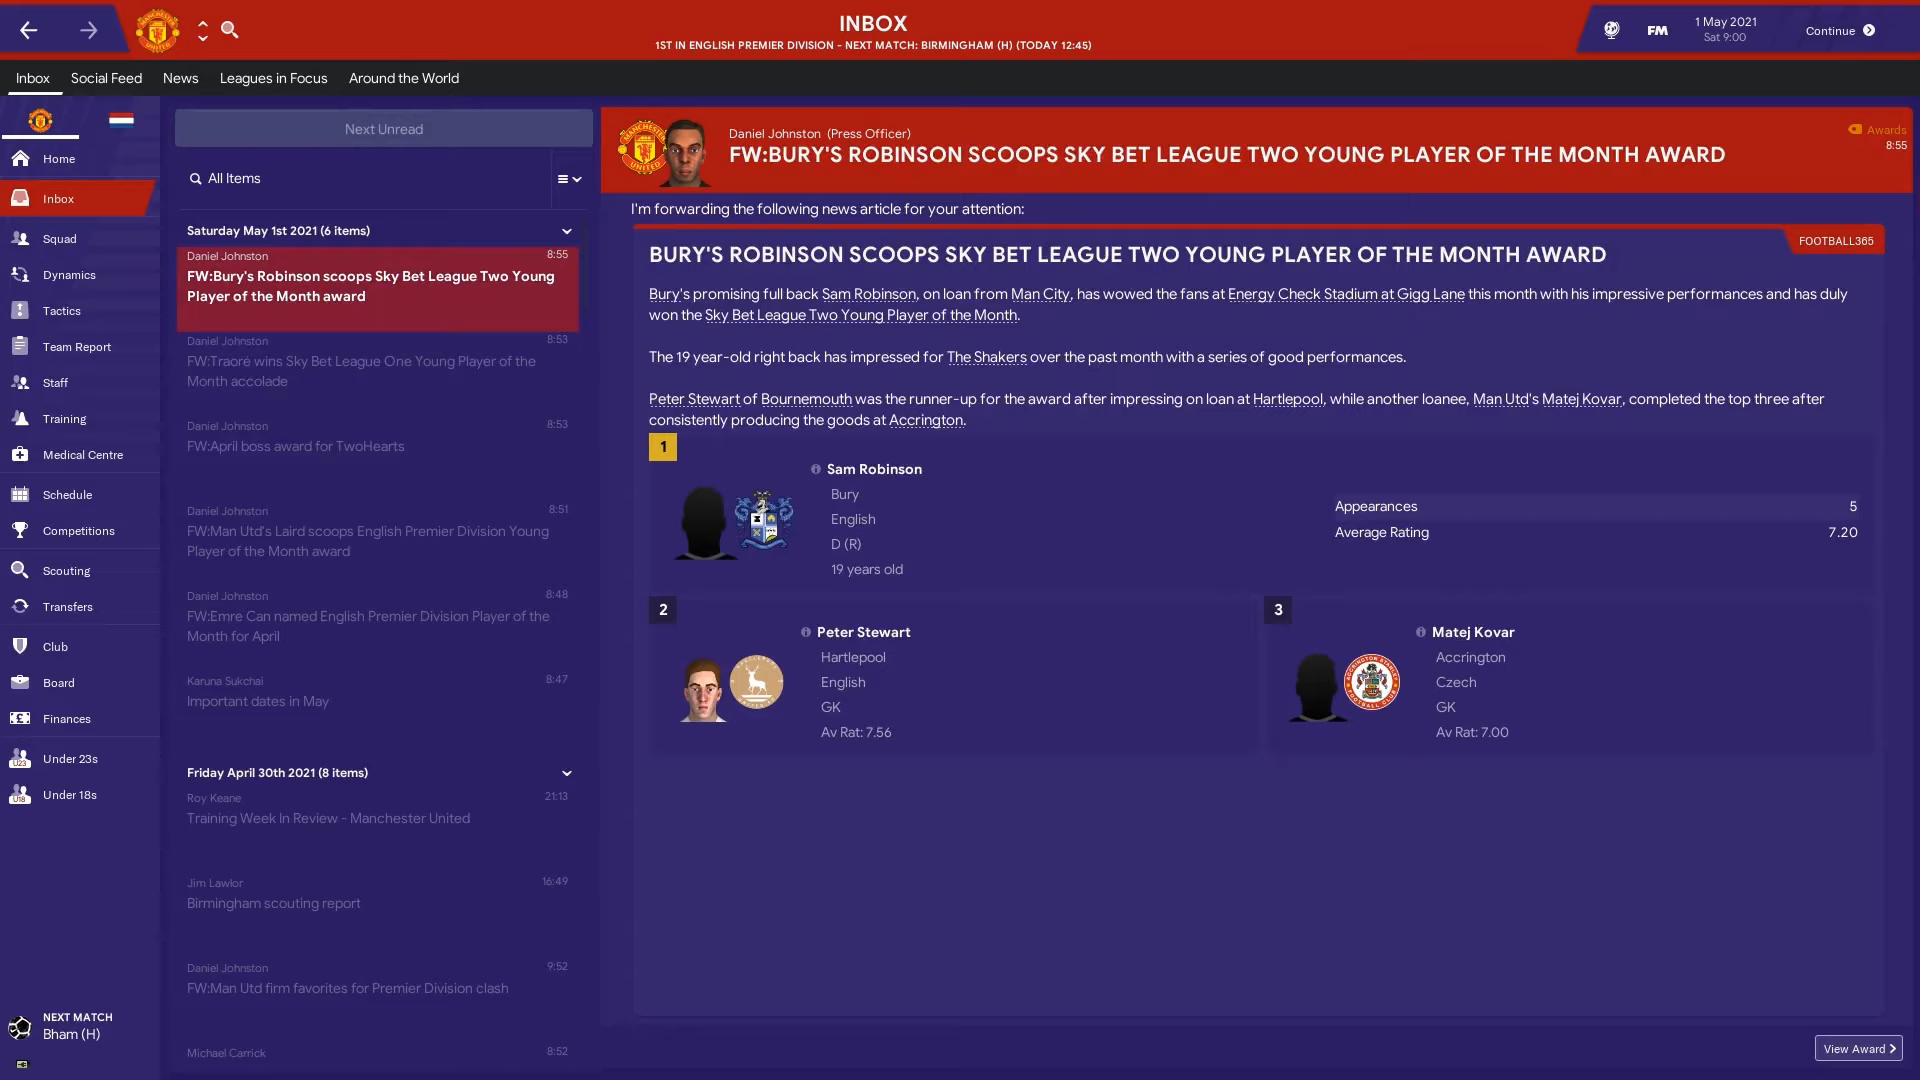 INBOX
1ST IN ENGLISH PREMIER DIVISION - NEXT MATCH: BIRMINGHAM (H) (TODAY 12:45)
FM
1 May 2021
Sat 9:00
Continue
Inbox
Social Feed
News
Leagues in Focus
Around the World
Home
Inbox
Squad
Dynamics
Tactics
Team Report
Staff
Training
Medical Centre
Schedule
Competitions
Scouting
Transfers
Club
Board
Finances
U23
Under 23s
U18
Under 18s
NEXT MATCH
Bham (H)
Next Unread
All Items
Saturday May 1st 2021 (6 items)
Daniel Johnston 8:55
FW:Bury's Robinson scoops Sky Bet League Two Young
Player of the Month award
Daniel Johnston 8:53
FW:Traoré wins Sky Bet League One Young Player of the
Month accolade
Daniel Johnston 8:53
FW:April boss award for TwoHearts
Daniel Johnston 8:51
FW:Man Utd's Laird scoops English Premier Division Young
Player of the Month award
Daniel Johnston 8:48
FW:Emre Can named English Premier Division Player of the
Month for April
Karuna Sukchai 8:47
Important dates in May
Friday April 30th 2021 (8 items)
Roy Keane 21:13
Training Week In Review - Manchester United
Jim Lawlor 16:49
Birmingham scouting report
Daniel Johnston 9:52
FW:Man Utd firm favorites for Premier Division clash
Michael Carrick 8:52
Daniel Johnston (Press Officer)
FW:BURY'S ROBINSON SCOOPS SKY BET LEAGUE TWO YOUNG PLAYER OF THE MONTH AWARD
Awards
8:55
I'm forwarding the following news article for your attention:
FOOTBALL365
BURY'S ROBINSON SCOOPS SKY BET LEAGUE TWO YOUNG PLAYER OF THE MONTH AWARD
Bury's promising full back Sam Robinson, on loan from Man City, has wowed the fans at Energy Check Stadium at Gigg Lane this month with his impressive performances and has duly
won the Sky Bet League Two Young Player of the Month.
The 19 year-old right back has impressed for The Shakers over the past month with a series of good performances.
Peter Stewart of Bournemouth was the runner-up for the award after impressing on loan at Hartlepool, while another loanee, Man Utd's Matej Kovar, completed the top three after
consistently producing the goods at Accrington.
1
Sam Robinson
Bury
English
D (R)
19 years old
Appearances 5
Average Rating 7.20
2
Peter Stewart
Hartlepool
English
GK
Av Rat: 7.56
3
Matej Kovar
Accrington
Czech
GK
Av Rat: 7.00
View Award